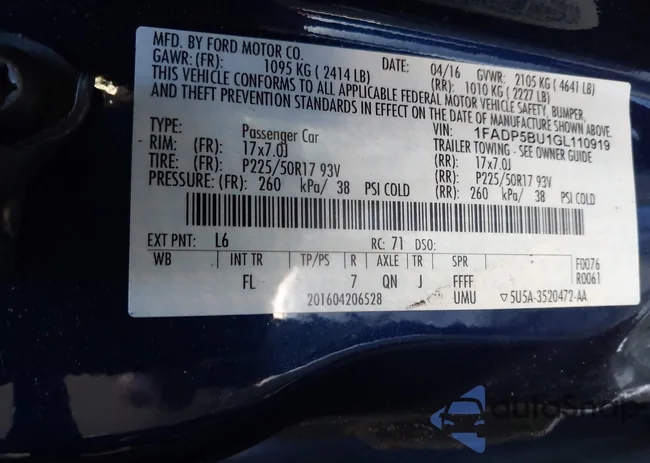 MFD. BY FORD MOTOR CO.
DATE: 04/16 GVWR: 2105 KG (4641 LB)
GAWR: (FR): 1095 KG (2414 LB) (RR): 1010 KG (2227 LB)
THIS VEHICLE CONFORMS TO ALL APPLICABLE FEDERAL MOTOR VEHICLE SAFETY, BUMPER,
AND THEFT PREVENTION STANDARDS IN EFFECT ON THE DATE OF MANUFACTURE SHOWN ABOVE.
VIN: 1FADP5BU1GL110919
TYPE: Passenger Car TRAILER TOWING - SEE OWNER GUIDE
RIM: (FR): 17x7.0J (RR): 17x7.0J
TIRE: (FR): P225/50R17 93V (RR): P225/50R17 93V
PRESSURE: (FR): 260 kPa/ 38 PSI COLD (RR): 260 kPa/ 38 PSI COLD
EXT PNT: L6 RC: 71 DSO:
WB INT TR TP/PS R AXLE TR SPR F0076
FL 7 QN J FFFF R0061
201604206528 UMU ▽5U5A-3520472-AA
autoSnap